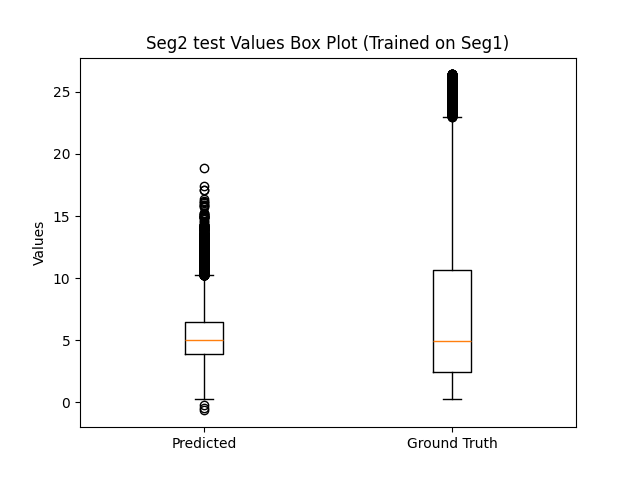 Seg2 test Values Box Plot (Trained on Seg1)
25
20
15
10
5
0
Values
Predicted
Ground Truth